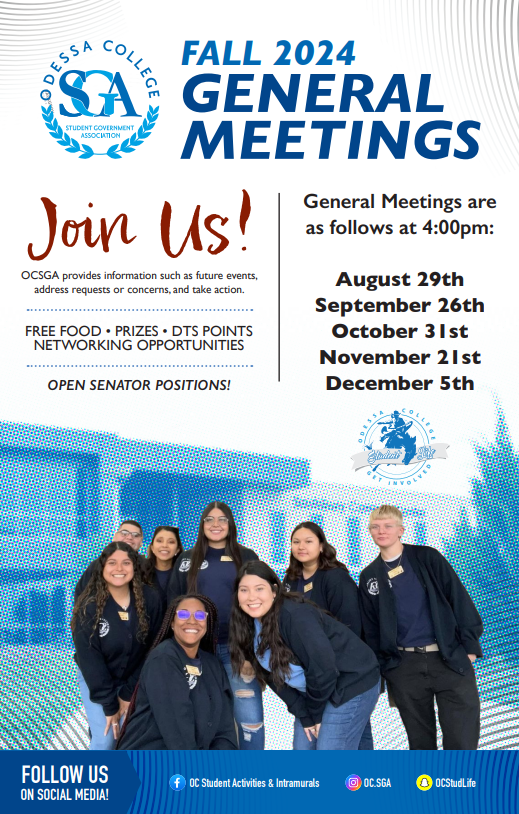 ODESSA COLLEGE
SGA
STUDENT GOVERNMENT
ASSOCIATION
FALL 2024
GENERAL
MEETINGS
Join Us!
OCSGA provides information such as future events,
address requests or concerns, and take action.
FREE FOOD • PRIZES • DTS POINTS
NETWORKING OPPORTUNITIES
OPEN SENATOR POSITIONS!
General Meetings are
as follows at 4:00pm:
August 29th
September 26th
October 31st
November 21st
December 5th
ODESSA COLLEGE
Student Life
GET INVOLVED
FOLLOW US
ON SOCIAL MEDIA!
OC Student Activities & Intramurals
OC.SGA
OCStudLife